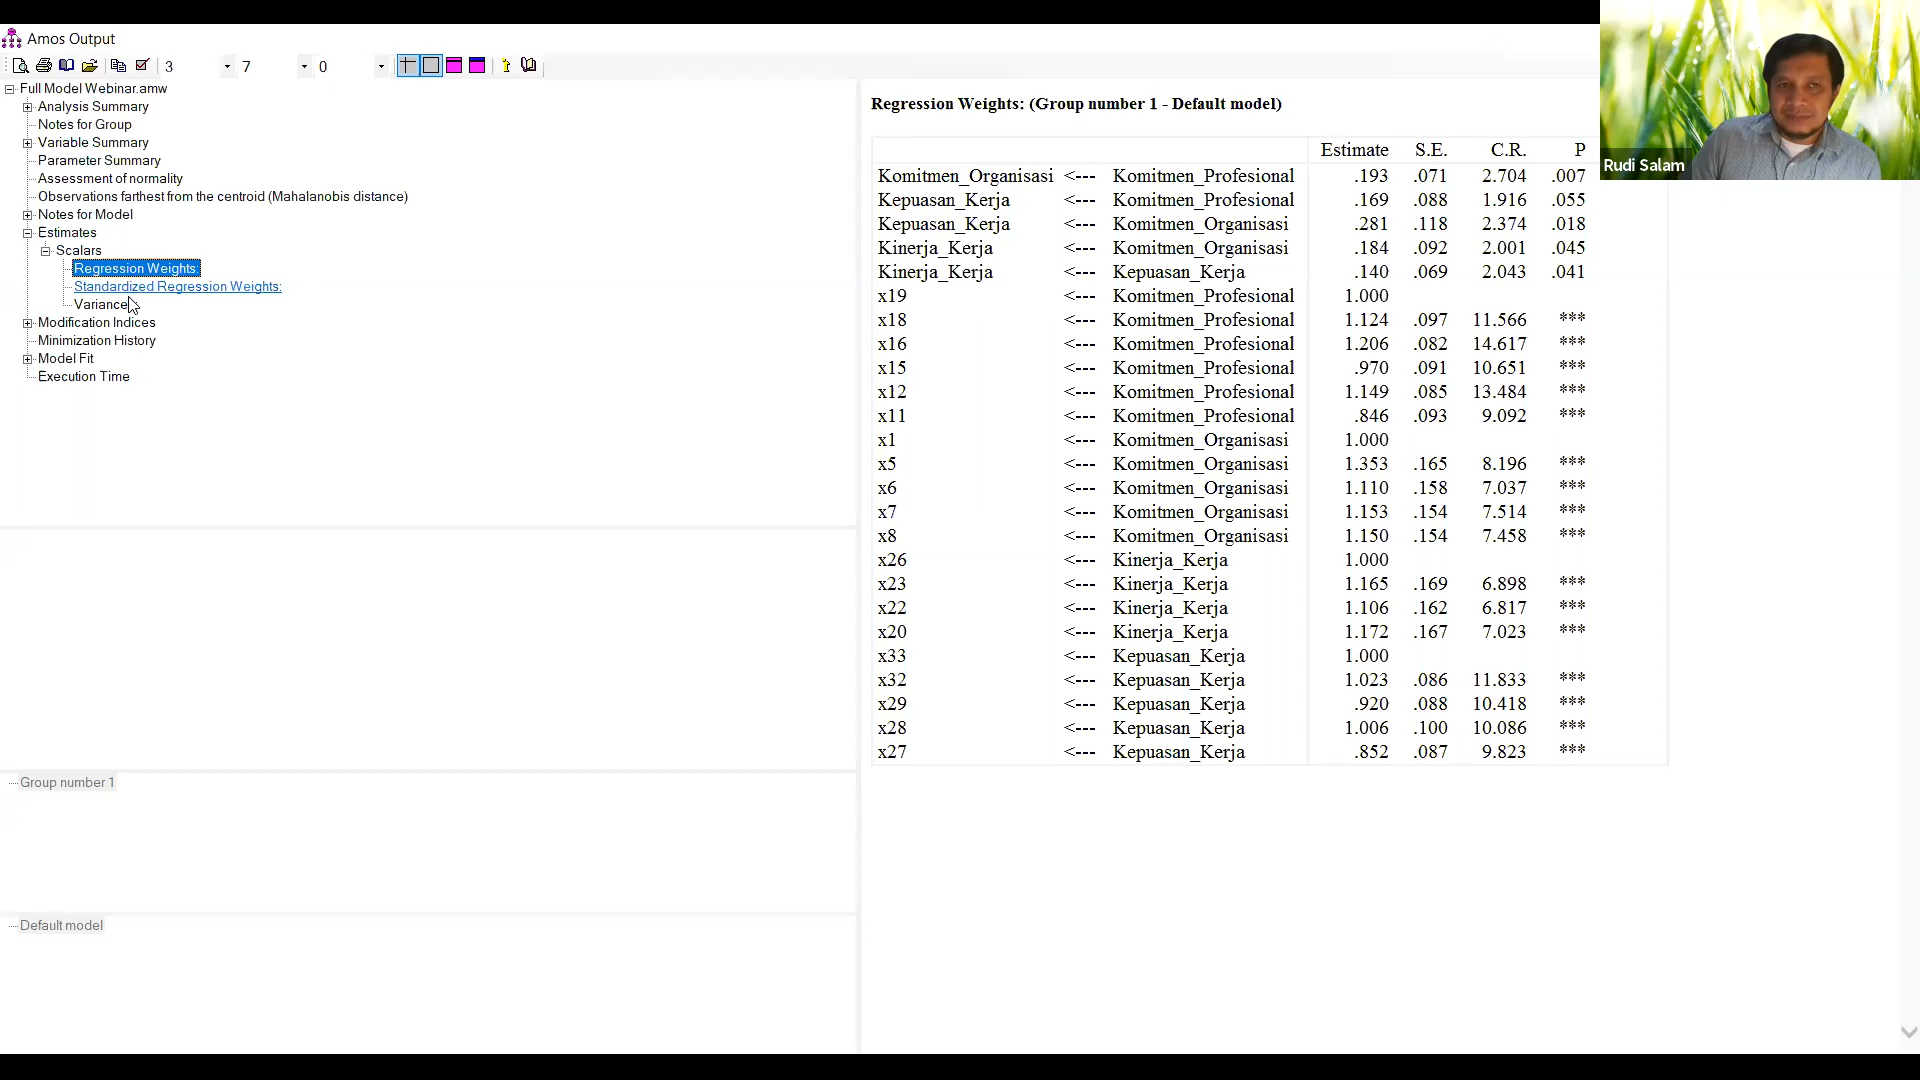 Amos Output
3 7 0
Full Model Webinar.amw
Analysis Summary
Notes for Group
Variable Summary
Parameter Summary
Assessment of normality
Observations farthest from the centroid (Mahalanobis distance)
Notes for Model
Estimates
Scalars
Regression Weights:
Standardized Regression Weights:
Variance
Modification Indices
Minimization History
Model Fit
Execution Time
Group number 1
Default model
Regression Weights: (Group number 1 - Default model)
Estimate S.E. C.R. P
Komitmen_Organisasi <--- Komitmen_Profesional .193 .071 2.704 .007
Kepuasan_Kerja <--- Komitmen_Profesional .169 .088 1.916 .055
Kepuasan_Kerja <--- Komitmen_Organisasi .281 .118 2.374 .018
Kinerja_Kerja <--- Komitmen_Organisasi .184 .092 2.001 .045
Kinerja_Kerja <--- Kepuasan_Kerja .140 .069 2.043 .041
x19 <--- Komitmen_Profesional 1.000
x18 <--- Komitmen_Profesional 1.124 .097 11.566 ***
x16 <--- Komitmen_Profesional 1.206 .082 14.617 ***
x15 <--- Komitmen_Profesional .970 .091 10.651 ***
x12 <--- Komitmen_Profesional 1.149 .085 13.484 ***
x11 <--- Komitmen_Profesional .846 .093 9.092 ***
x1 <--- Komitmen_Organisasi 1.000
x5 <--- Komitmen_Organisasi 1.353 .165 8.196 ***
x6 <--- Komitmen_Organisasi 1.110 .158 7.037 ***
x7 <--- Komitmen_Organisasi 1.153 .154 7.514 ***
x8 <--- Komitmen_Organisasi 1.150 .154 7.458 ***
x26 <--- Kinerja_Kerja 1.000
x23 <--- Kinerja_Kerja 1.165 .169 6.898 ***
x22 <--- Kinerja_Kerja 1.106 .162 6.817 ***
x20 <--- Kinerja_Kerja 1.172 .167 7.023 ***
x33 <--- Kepuasan_Kerja 1.000
x32 <--- Kepuasan_Kerja 1.023 .086 11.833 ***
x29 <--- Kepuasan_Kerja .920 .088 10.418 ***
x28 <--- Kepuasan_Kerja 1.006 .100 10.086 ***
x27 <--- Kepuasan_Kerja .852 .087 9.823 ***
Rudi Salam